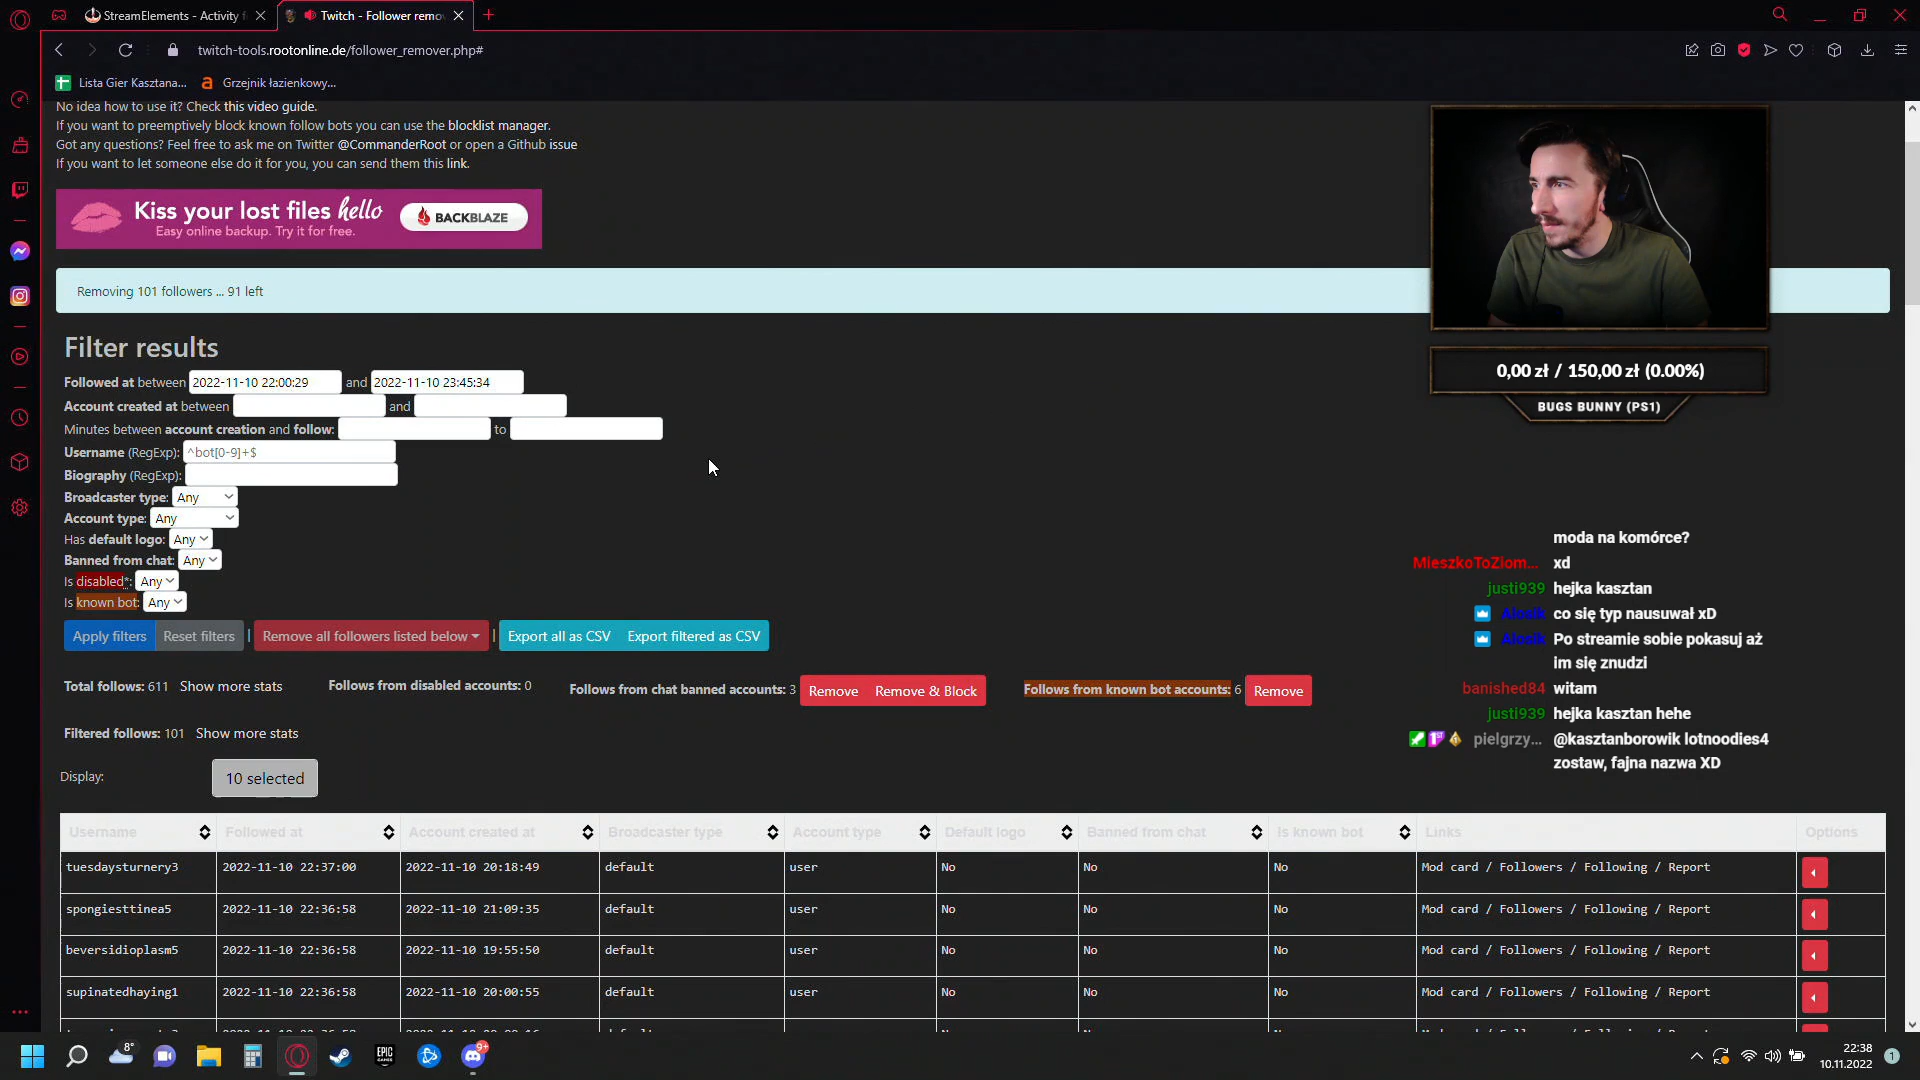 StreamElements - Activity f
Twitch - Follower remo
twitch-tools.rootonline.de/follower_remover.php#
Lista Gier Kasztana...
Grzejnik łazienkowy...
No idea how to use it? Check this video guide.
If you want to preemptively block known follow bots you can use the blocklist manager.
Got any questions? Feel free to ask me on Twitter @CommanderRoot or open a Github issue
If you want to let someone else do it for you, you can send them this link.
Kiss your lost files hello
Easy online backup. Try it for free.
BACKBLAZE
Removing 101 followers ... 91 left
Filter results
Followed at between 2022-11-10 22:00:29 and 2022-11-10 23:45:34
Account created at between and
Minutes between account creation and follow: to
Username (RegExp): ^bot[0-9]+$
Biography (RegExp):
Broadcaster type: Any
Account type: Any
Has default logo: Any
Banned from chat: Any
Is disabled*: Any
Is known bot: Any
Apply filters Reset filters | Remove all followers listed below | Export all as CSV Export filtered as CSV
Total follows: 611 Show more stats Follows from disabled accounts: 0 Follows from chat banned accounts: 3 Remove Remove & Block Follows from known bot accounts: 6 Remove
Filtered follows: 101 Show more stats
Display: 10 selected
Username Followed at Account created at Broadcaster type Account type Default logo Banned from chat Is known bot Links Options
tuesdaysturnery3 2022-11-10 22:37:00 2022-11-10 20:18:49 default user No No No Mod card / Followers / Following / Report
spongiesttinea5 2022-11-10 22:36:58 2022-11-10 21:09:35 default user No No No Mod card / Followers / Following / Report
beversidioplasm5 2022-11-10 22:36:58 2022-11-10 19:55:50 default user No No No Mod card / Followers / Following / Report
supinatedhaying1 2022-11-10 22:36:58 2022-11-10 20:00:55 default user No No No Mod card / Followers / Following / Report
0,00 zł / 150,00 zł (0.00%)
BUGS BUNNY (PS1)
moda na komórce?
MieszkoToZiom... xd
justi939 hejka kasztan
co się typ nausuwał xD
Po streamie sobie pokasuj aż
im się znudzi
banished84 witam
justi939 hejka kasztan hehe
pielgrzy... @kasztanborowik lotnoodies4
zostaw, fajna nazwa XD
8°
EPIC
GAMES
9+
22:38
10.11.2022
1